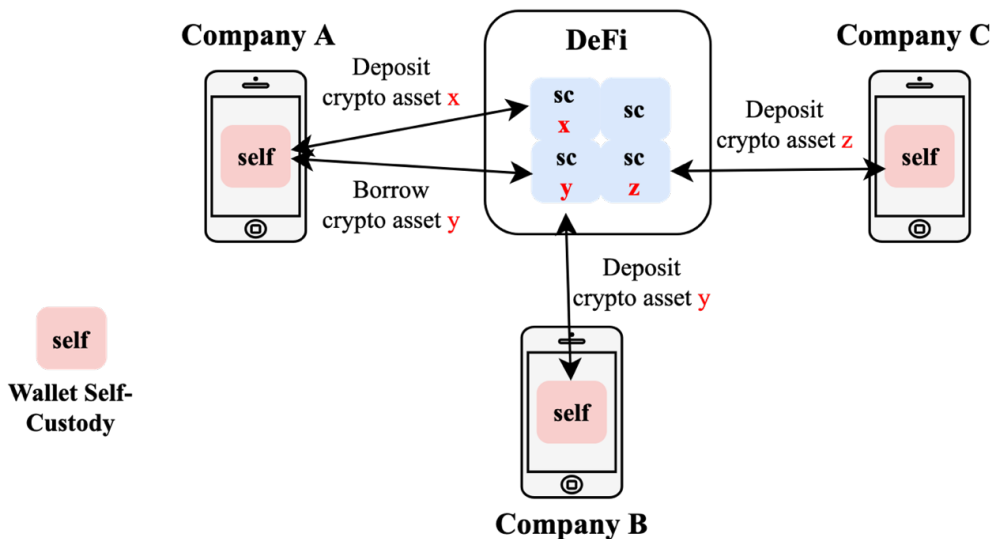 Company A
DeFi
Company C
Deposit
crypto asset x
sc
x
sc
Deposit
crypto asset z
self
sc
y
sc
z
self
Borrow
crypto asset y
Deposit
crypto asset y
self
Wallet Self-
Custody
self
Company B